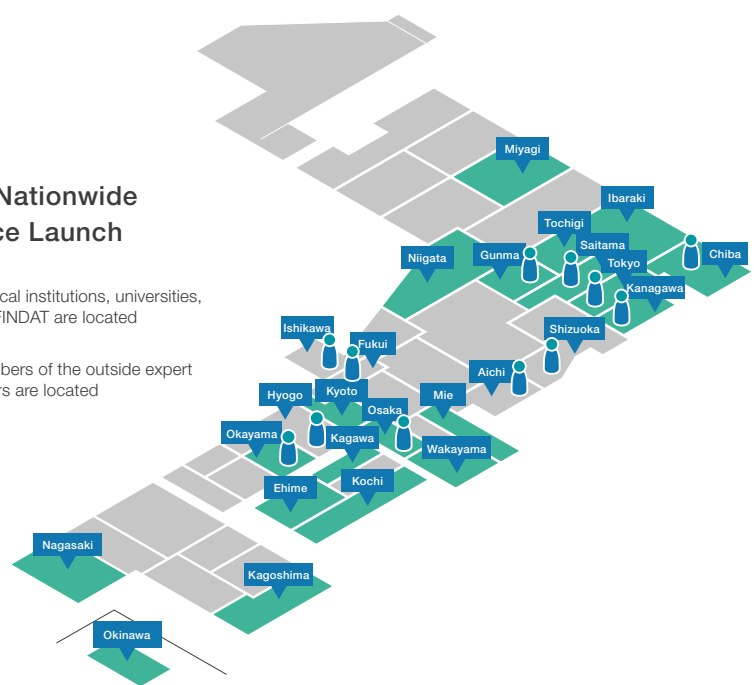 Nationwide
ce Launch
cal institutions, universities,
FINDAT are located
bers of the outside expert
rs are located
Miyagi
Ibaraki
Tochigi
Saitama
Tokyo
Chiba
Niigata
Gunma
Kanagawa
Shizuoka
Ishikawa
Fukui
Aichi
Hyogo
Kyoto
Mie
Osaka
Okayama
Kagawa
Wakayama
Ehime
Kochi
Nagasaki
Kagoshima
Okinawa